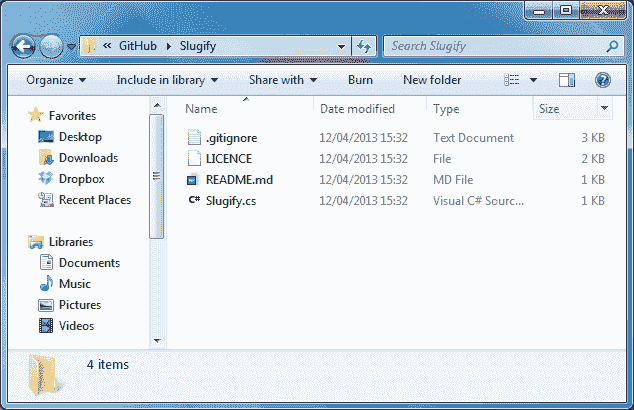 « GitHub ▸ Slugify
Search Slugify
Organize Include in library Share with Burn New folder
Name Date modified Type Size
Favorites
Desktop
Downloads
Dropbox
Recent Places
Libraries
Documents
Music
Pictures
Videos
.gitignore 12/04/2013 15:32 Text Document 3 KB
LICENCE 12/04/2013 15:32 File 2 KB
README.md 12/04/2013 15:32 MD File 1 KB
C# Slugify.cs 12/04/2013 15:32 Visual C# Sourc... 1 KB
4 items